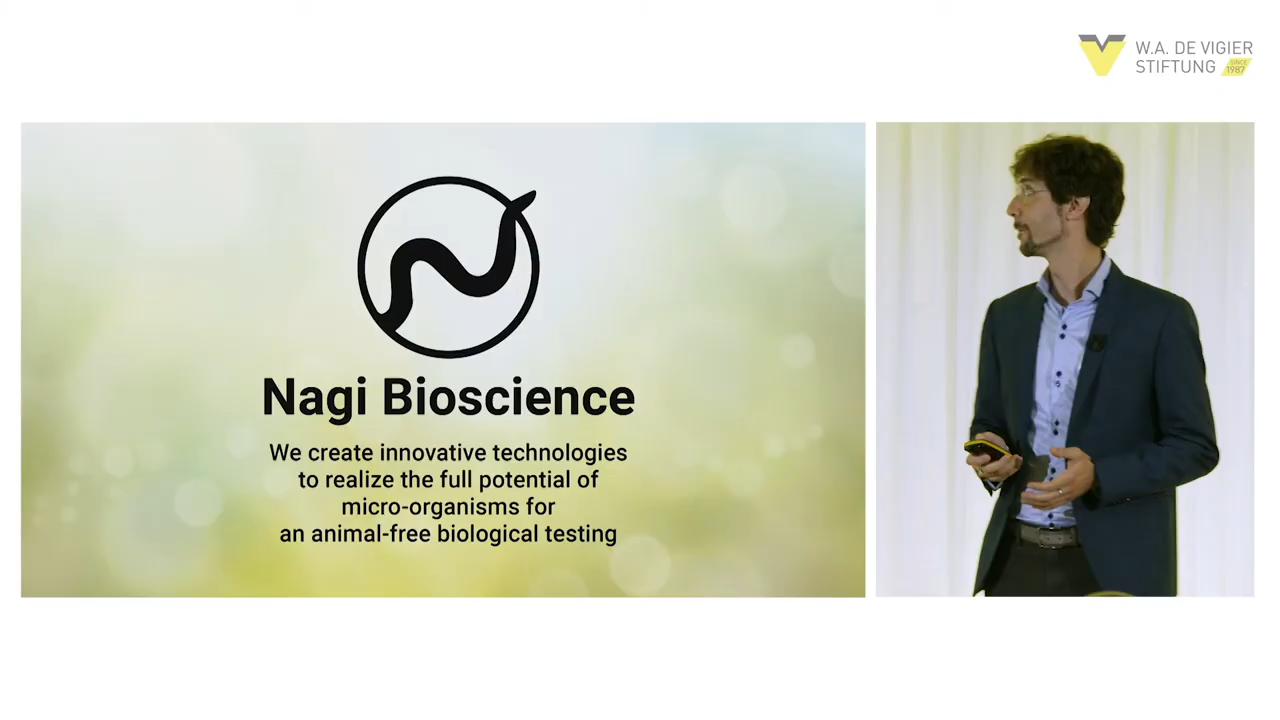 W.A. DE VIGIER
STIFTUNG SINCE 1987
Nagi Bioscience
We create innovative technologies
to realize the full potential of
micro-organisms for
an animal-free biological testing